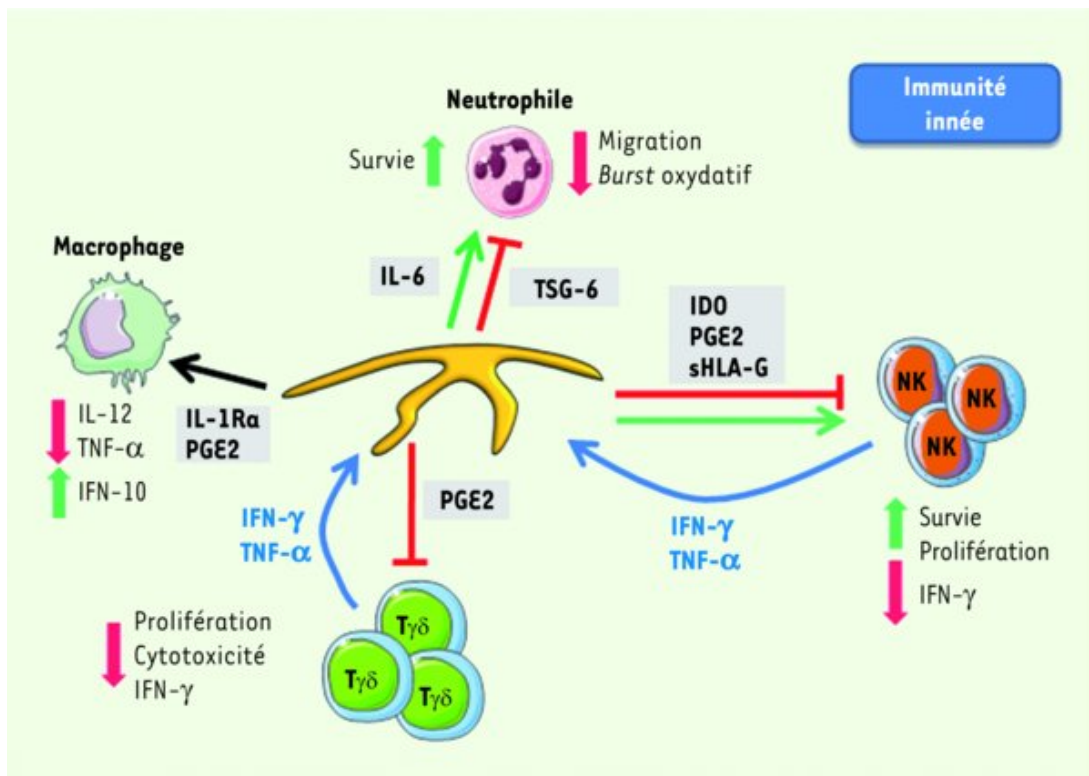 Immunité
innée
Neutrophile
Survie
Migration
Burst oxydatif
Macrophage
IL-6
TSG-6
IDO
PGE2
sHLA-G
NK
NK
NK
IL-12
TNF-α
IFN-10
IL-1Ra
PGE2
PGE2
IFN-γ
TNF-α
IFN-γ
TNF-α
Survie
Prolifération
IFN-γ
Prolifération
Cytotoxicité
IFN-γ
Tγδ
Tγδ
Tγδ